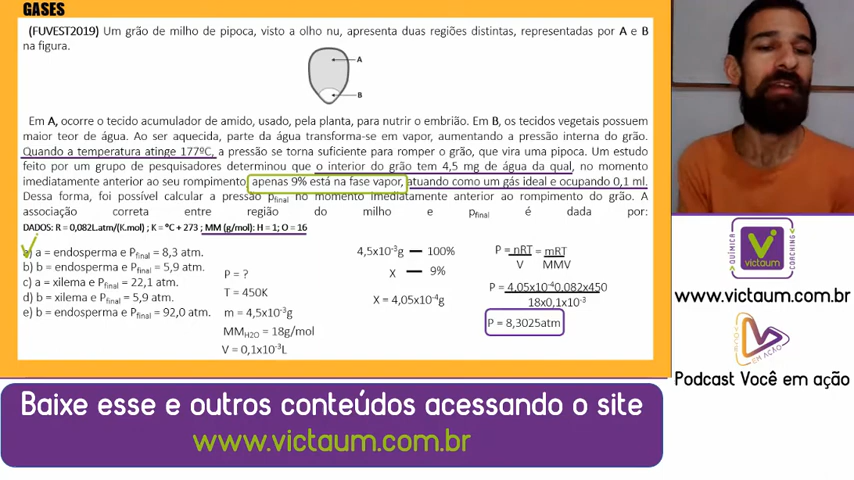 GASES
(FUVEST2019) Um grão de milho de pipoca, visto a olho nu, apresenta duas regiões distintas, representadas por A e B
na figura.
A
B
Em A, ocorre o tecido acumulador de amido, usado, pela planta, para nutrir o embrião. Em B, os tecidos vegetais possuem
maior teor de água. Ao ser aquecida, parte da água transforma-se em vapor, aumentando a pressão interna do grão.
Quando a temperatura atinge 177ºC, a pressão se torna suficiente para romper o grão, que vira uma pipoca. Um estudo
feito por um grupo de pesquisadores determinou que o interior do grão tem 4,5 mg de água da qual, no momento
imediatamente anterior ao seu rompimento apenas 9% está na fase vapor, atuando como um gás ideal e ocupando 0,1 ml.
Dessa forma, foi possível calcular a pressão pfinal no momento imediatamente anterior ao rompimento do grão. A
associação correta entre região do milho e pfinal é dada por:
DADOS: R = 0,082L.atm/(K.mol) ; K = °C + 273 ; MM (g/mol): H = 1; O = 16
a) a = endosperma e Pfinal = 8,3 atm.
b) b = endosperma e Pfinal = 5,9 atm.
c) a = xilema e Pfinal = 22,1 atm.
d) b = xilema e Pfinal = 5,9 atm.
e) b = endosperma e Pfinal = 92,0 atm.
P = ?
T = 450K
m = 4,5x10⁻³g
MMH2O = 18g/mol
V = 0,1x10⁻³L
4,5x10⁻³g — 100%
X — 9%
X = 4,05x10⁻⁴g
P = nRT = mRT
V MMV
P = 4,05x10⁻⁴0,082x450
18x0,1x10⁻³
P = 8,3025atm
QUÍMICA
COACHING
victaum
www.victaum.com.br
EM AÇÃO
Podcast Você em ação
Baixe esse e outros conteúdos acessando o site
www.victaum.com.br